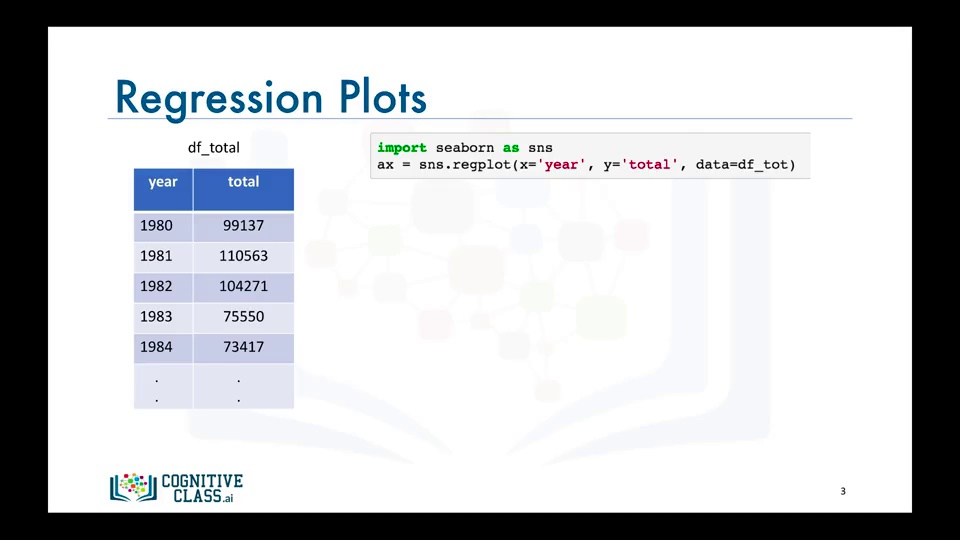 Regression Plots
df_total
year total
1980 99137
1981 110563
1982 104271
1983 75550
1984 73417
. .
. .
import seaborn as sns
ax = sns.regplot(x='year', y='total', data=df_tot)
COGNITIVE
CLASS.ai
3